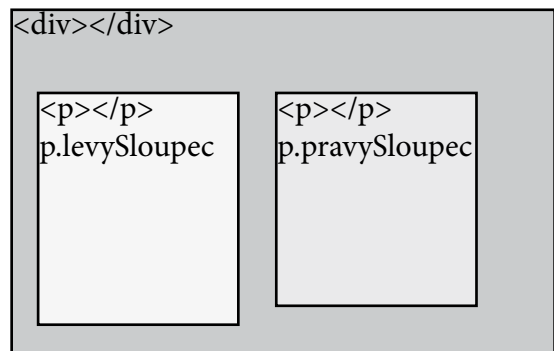 <div></div>
<p></p>
p.levySloupec
<p></p>
p.pravySloupec